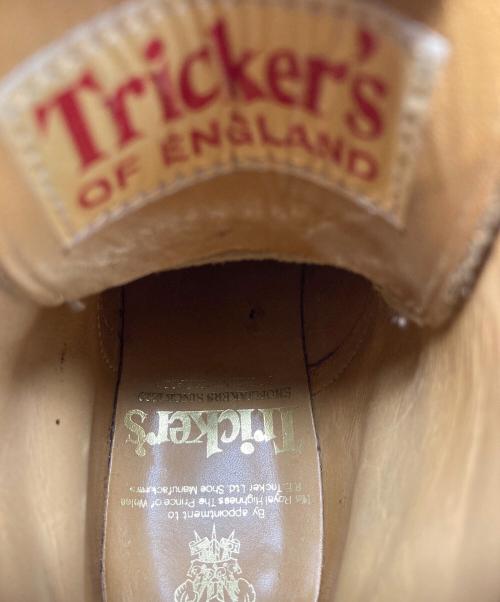 Tricker's
OF ENGLAND
By appointment to
His Royal Highness The Prince of Wales
R.E. Tricker Ltd. Shoe Manufacturers
Tricker's
SHOEMAKERS SINCE 1829